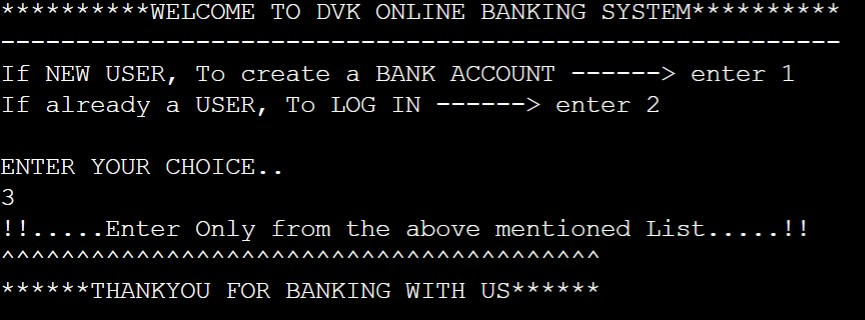 **********WELCOME TO DVK ONLINE BANKING SYSTEM**********
--------------------------------------------------------
If NEW USER, To create a BANK ACCOUNT ------> enter 1
If already a USER, To LOG IN ------> enter 2
ENTER YOUR CHOICE..
3
!!.....Enter Only from the above mentioned List.....!!
^^^^^^^^^^^^^^^^^^^^^^^^^^^^^^^^^^^^^^^^
******THANKYOU FOR BANKING WITH US******